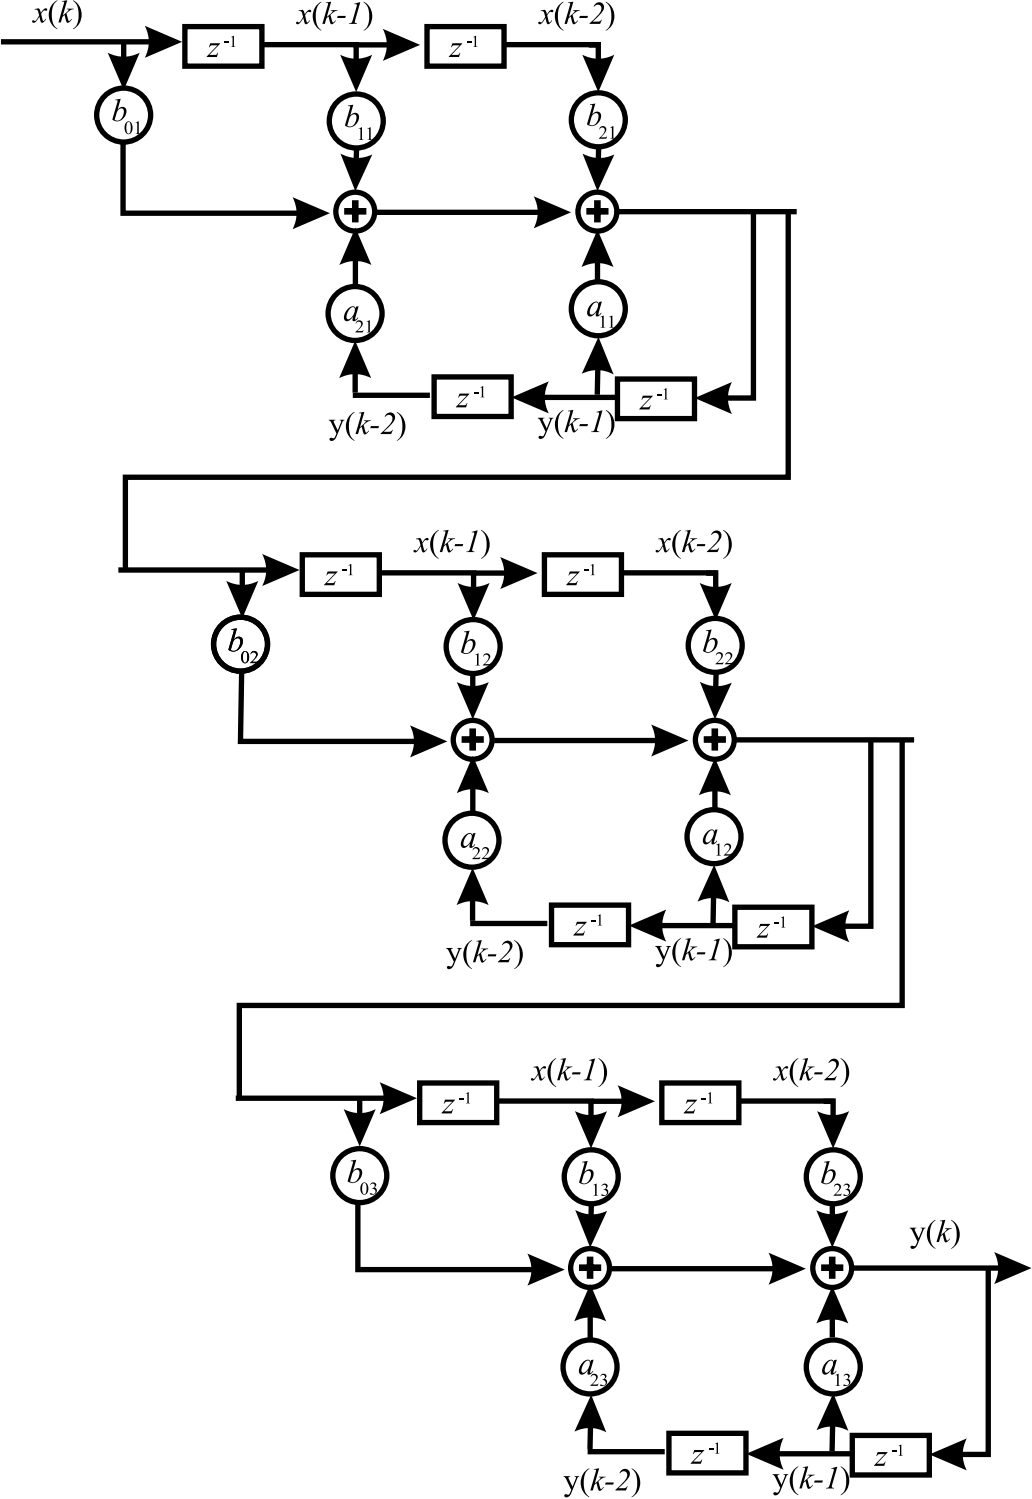 x(k) x(k-1) x(k-2)
z⁻¹ z⁻¹
b₀₁ b₁₁ b₂₁
+ +
a₂₁ a₁₁
z⁻¹ z⁻¹
y(k-2) y(k-1)
x(k-1) x(k-2)
z⁻¹ z⁻¹
b₀₂ b₁₂ b₂₂
+ +
a₂₂ a₁₂
z⁻¹ z⁻¹
y(k-2) y(k-1)
x(k-1) x(k-2)
z⁻¹ z⁻¹
b₀₃ b₁₃ b₂₃
y(k)
+ +
a₂₃ a₁₃
z⁻¹ z⁻¹
y(k-2) y(k-1)